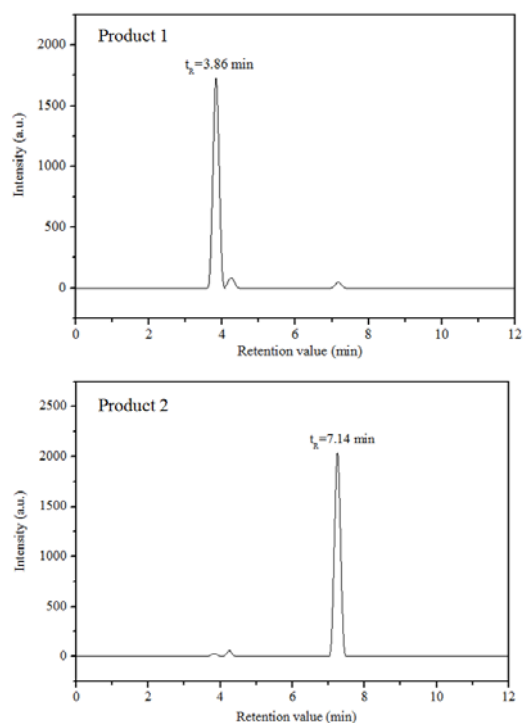 Product 1
t_R=3.86 min
2000
1500
1000
500
0
Intensity (a.u.)
0 2 4 6 8 10 12
Retention value (min)
Product 2
t_R=7.14 min
2500
2000
1500
1000
500
0
Intensity (a.u.)
0 2 4 6 8 10 12
Retention value (min)